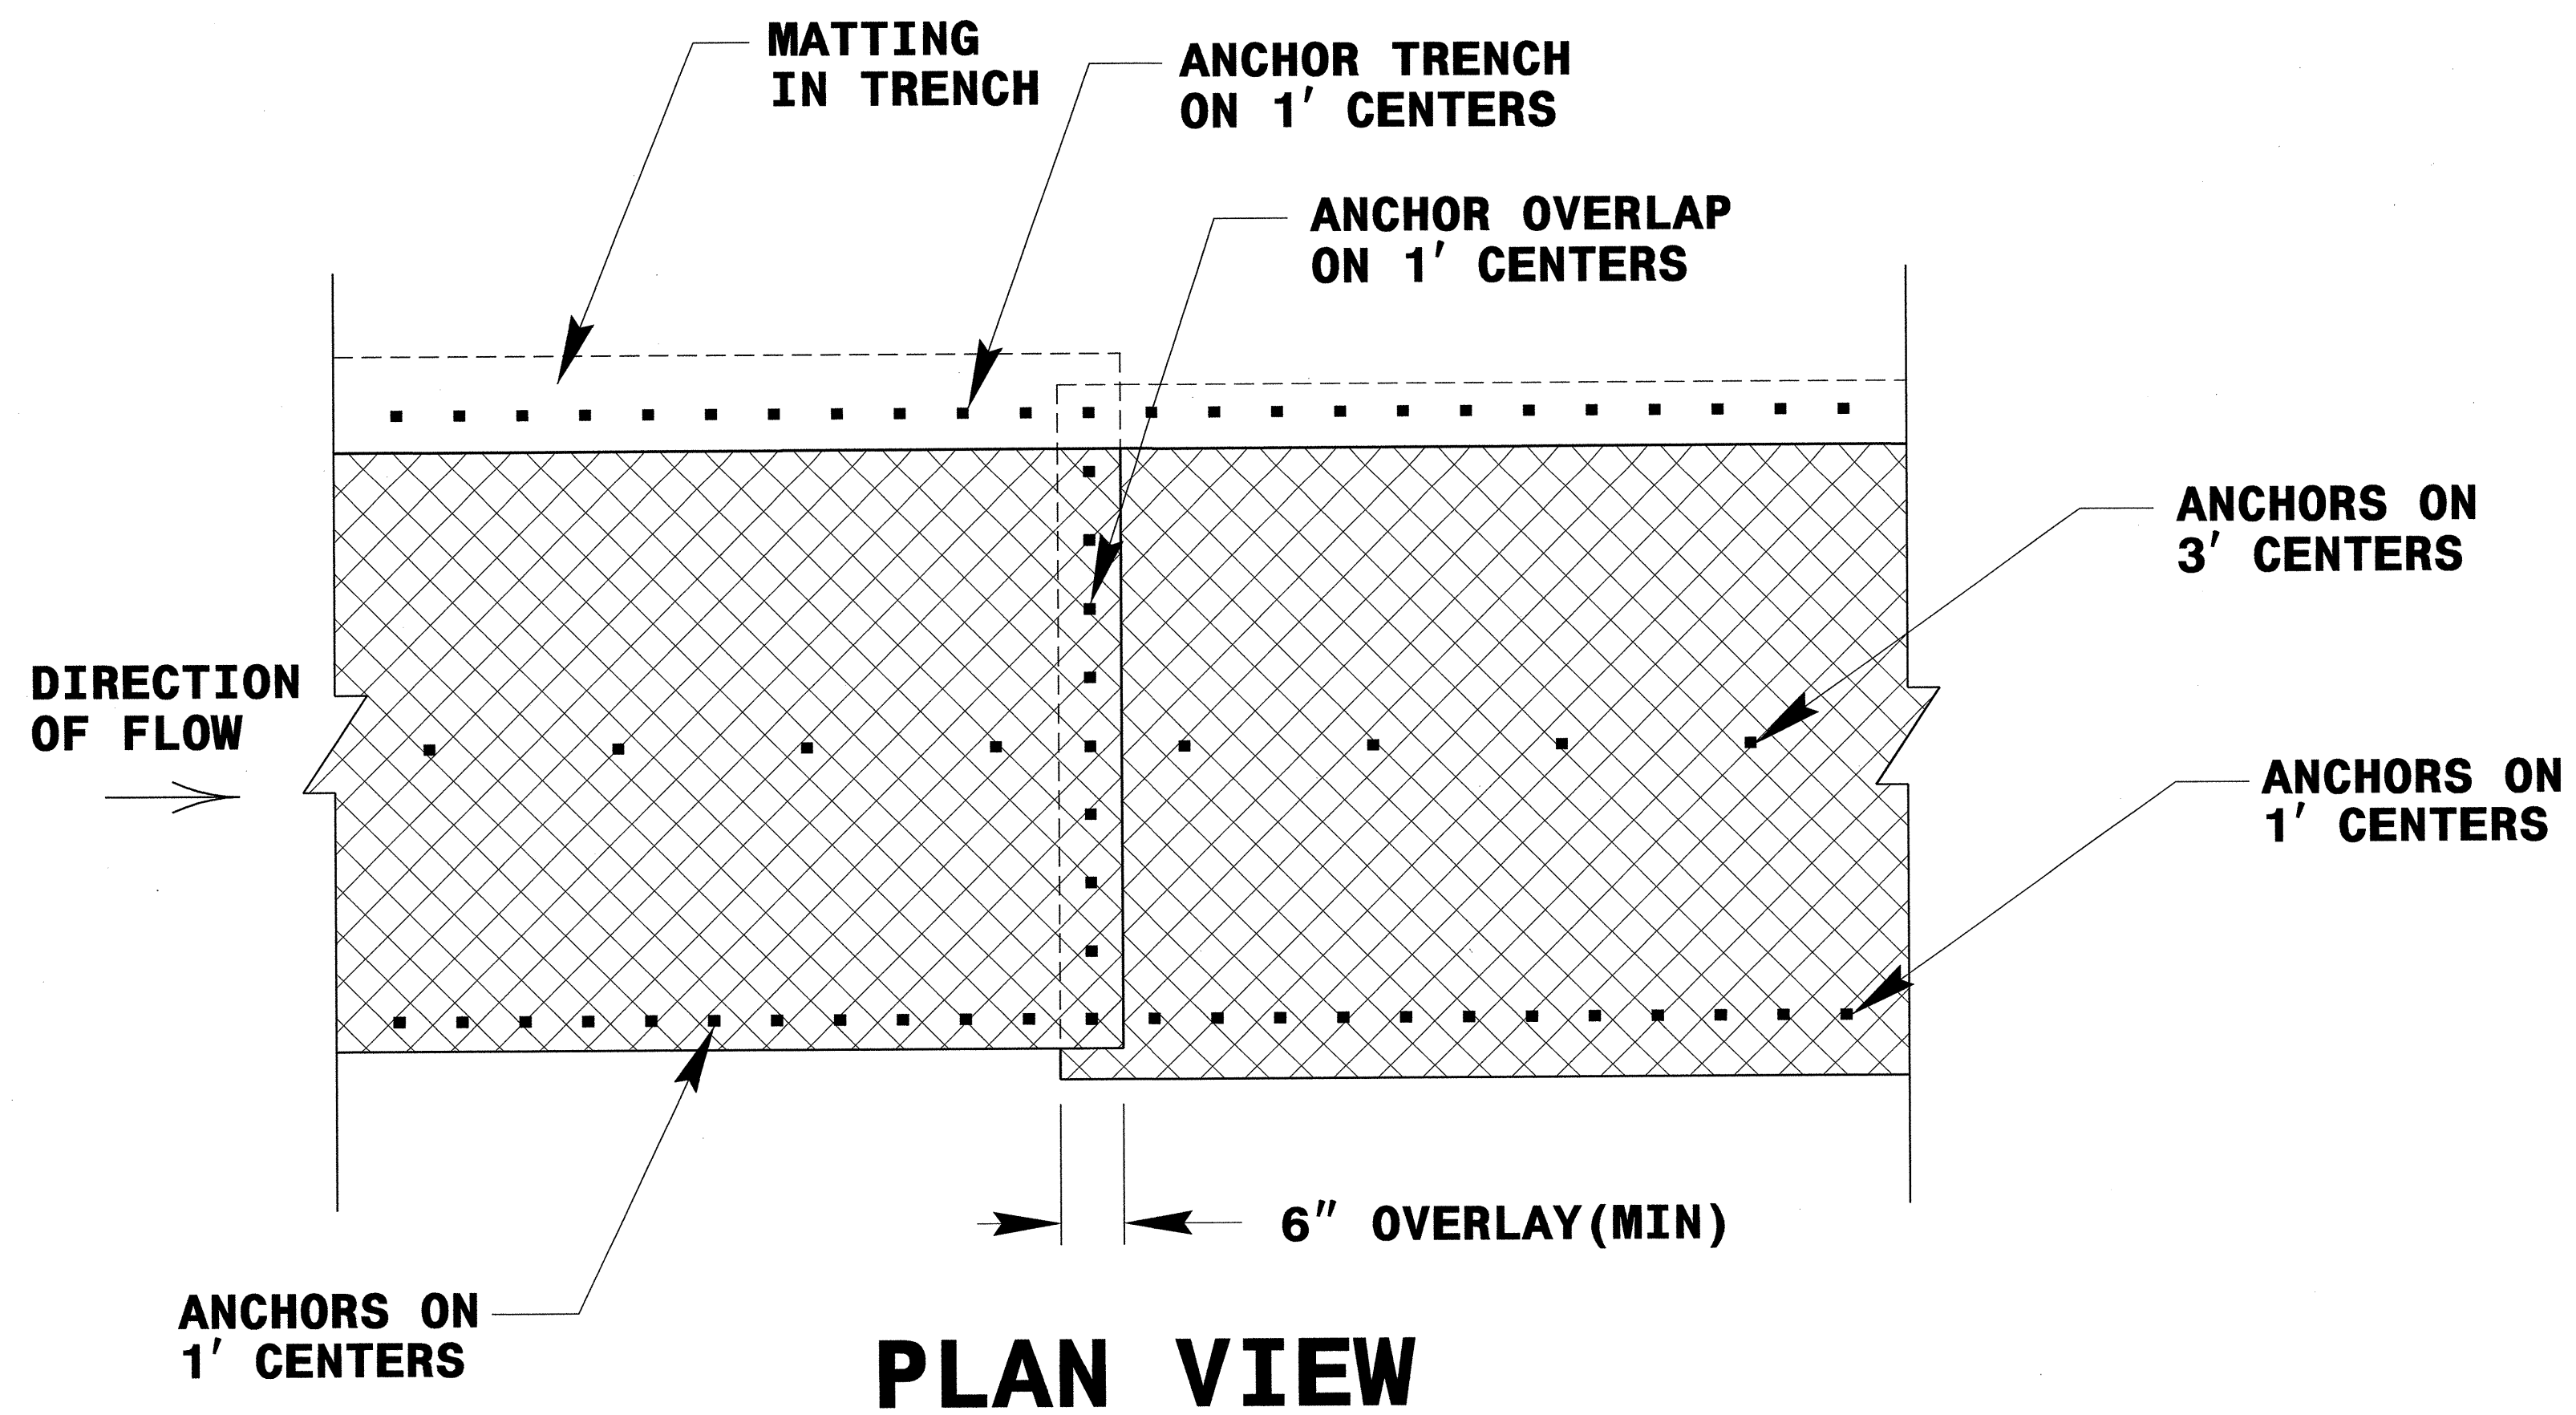 MATTING
IN TRENCH
ANCHOR TRENCH
ON 1' CENTERS
ANCHOR OVERLAP
ON 1' CENTERS
ANCHORS ON
3' CENTERS
DIRECTION
OF FLOW
ANCHORS ON
1' CENTERS
6" OVERLAY(MIN)
ANCHORS ON
1' CENTERS
PLAN VIEW